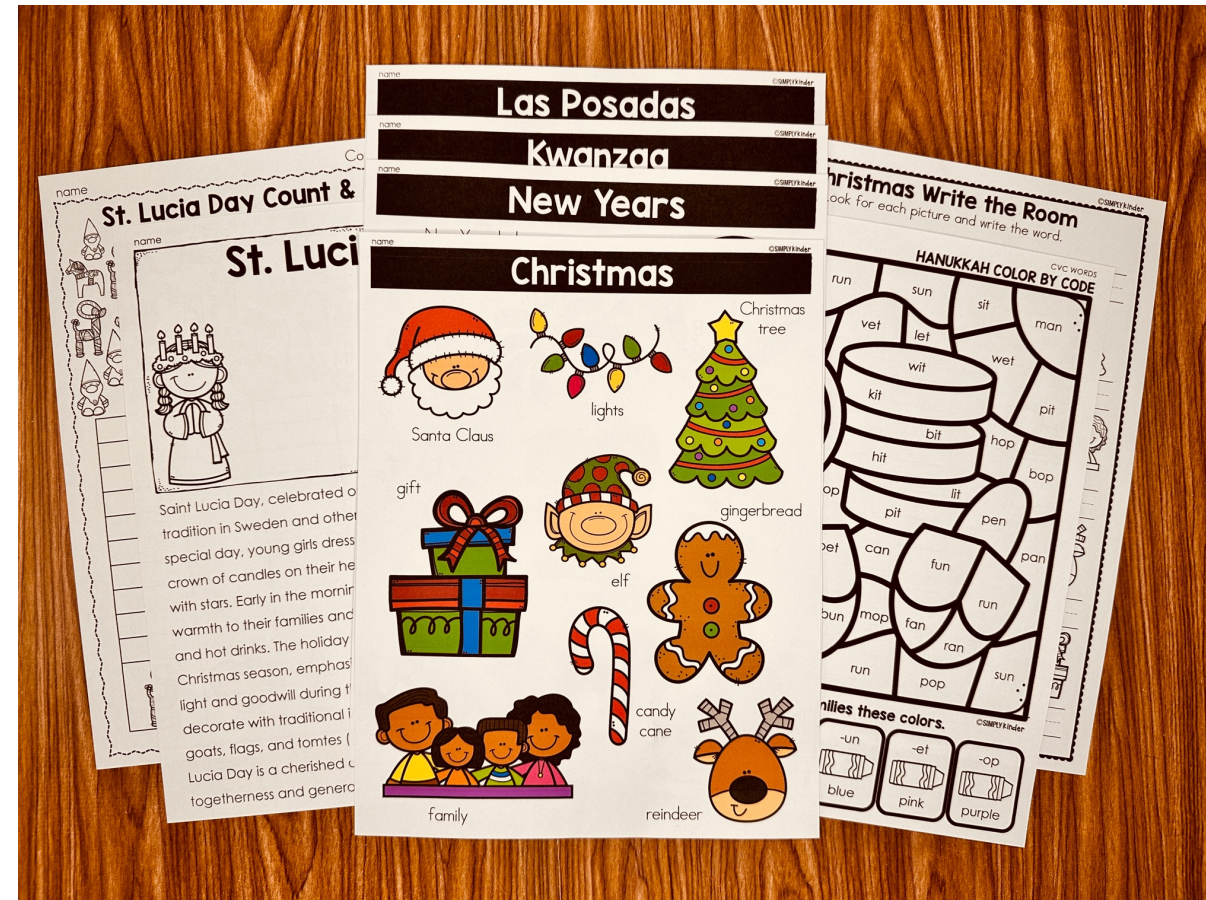 name
©SIMPLYkinder
Las Posadas
name
©SIMPLYkinder
Kwanzaa
name
©SIMPLYkinder
New Years
name
©SIMPLYkinder
Christmas
Santa Claus
lights
Christmas
tree
gift
elf
gingerbread
candy
cane
family
reindeer
name
Co
St. Lucia Day Count &
name
St. Luci
Saint Lucia Day, celebrated o
tradition in Sweden and other
special day, young girls dress
crown of candles on their he
with stars. Early in the mornin
warmth to their families and
and hot drinks. The holiday
Christmas season, emphasi
light and goodwill during t
decorate with traditional i
goats, flags, and tomtes (
Lucia Day is a cherished
togetherness and genero
©SIMPLYkinder
hristmas Write the Room
Look for each picture and write the word.
CVC WORDS
HANUKKAH COLOR BY CODE
run
sun
sit
man
vet
let
wet
wit
kit
pit
bit
hop
hit
bop
lit
op
pit
pen
pan
et
can
fun
run
bun
mop
fan
ran
run
pop
sun
milies these colors.
©SIMPLYkinder
-un
blue
-et
pink
-op
purple